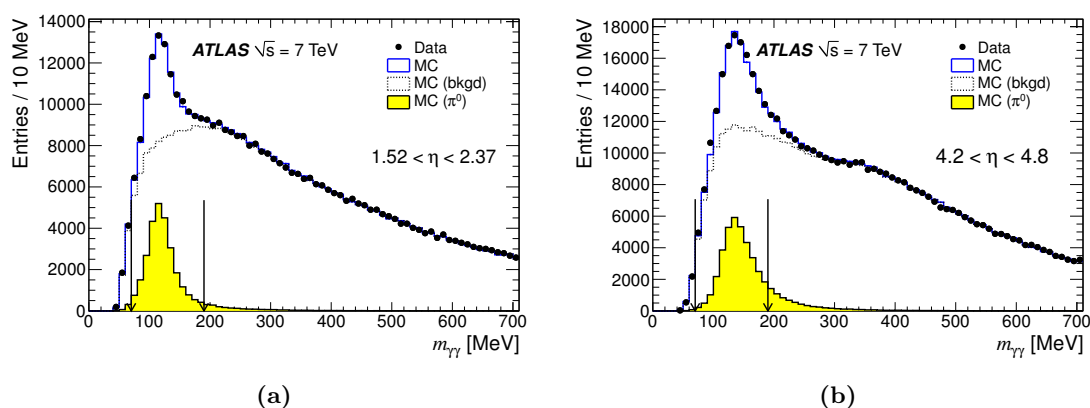 Entries / 10 MeV
14000
12000
10000
8000
6000
4000
2000
0
ATLAS √s = 7 TeV
Data
MC
MC (bkgd)
MC (π⁰)
1.52 < η < 2.37
0 100 200 300 400 500 600 700
mγγ [MeV]
(a)
Entries / 10 MeV
18000
16000
14000
12000
10000
8000
6000
4000
2000
0
ATLAS √s = 7 TeV
Data
MC
MC (bkgd)
MC (π⁰)
4.2 < η < 4.8
0 100 200 300 400 500 600 700
mγγ [MeV]
(b)